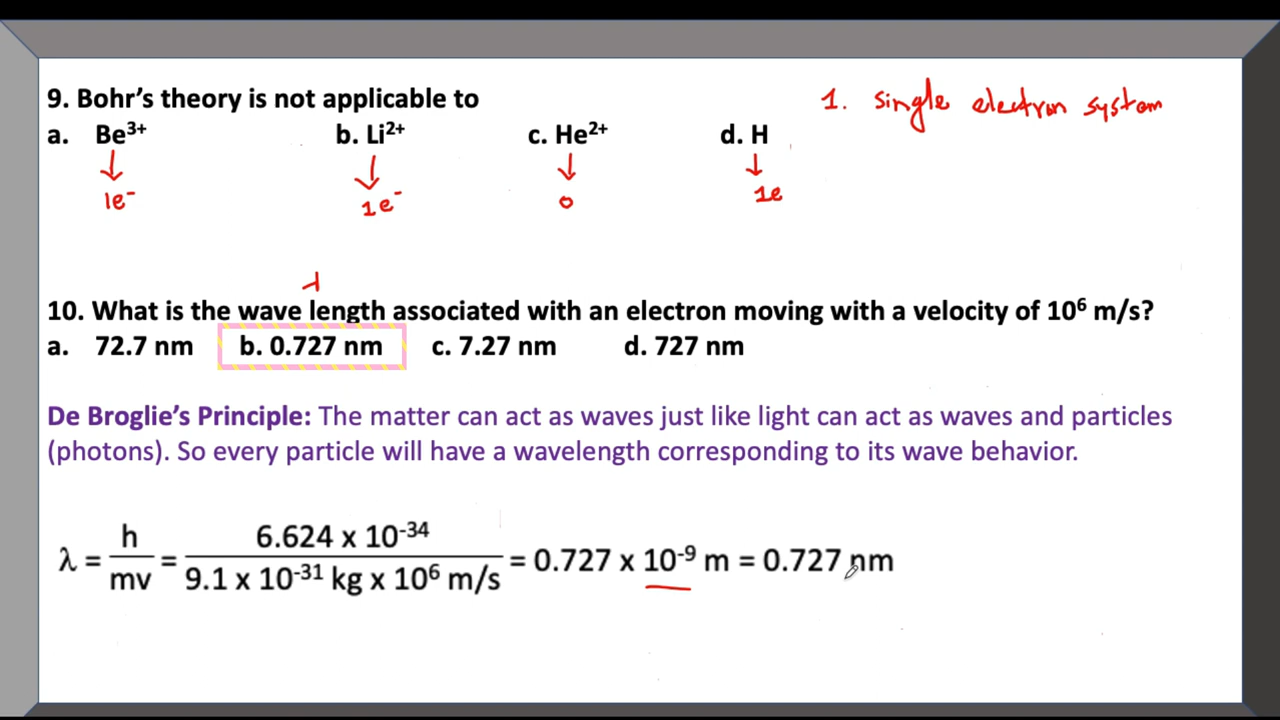 9. Bohr's theory is not applicable to
1. single electron system
a. Be³⁺ b. Li²⁺ c. He²⁺ d. H
↓ ↓ ↓ ↓
1e⁻ 1e⁻ 0 1e
λ
10. What is the wave length associated with an electron moving with a velocity of 10⁶ m/s?
a. 72.7 nm b. 0.727 nm c. 7.27 nm d. 727 nm
De Broglie's Principle: The matter can act as waves just like light can act as waves and particles
(photons). So every particle will have a wavelength corresponding to its wave behavior.
λ = h/mv = 6.624 x 10⁻³⁴ / 9.1 x 10⁻³¹ kg x 10⁶ m/s = 0.727 x 10⁻⁹ m = 0.727 nm